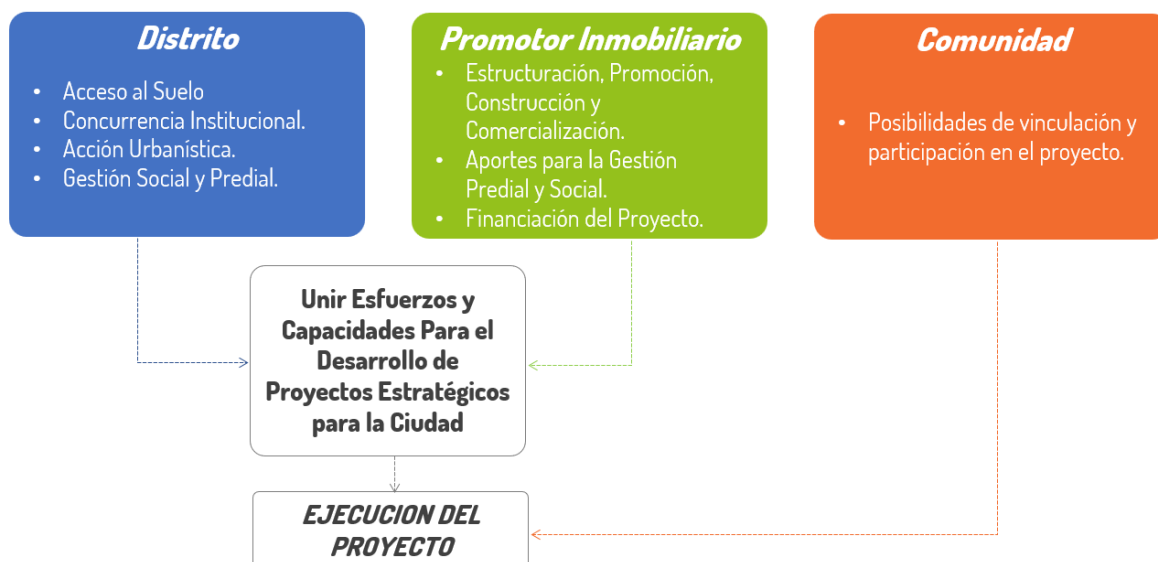 Distrito
• Acceso al Suelo
• Concurrencia Institucional.
• Acción Urbanística.
• Gestión Social y Predial.
Promotor Inmobiliario
• Estructuración, Promoción,
Construcción y
Comercialización.
• Aportes para la Gestión
Predial y Social.
• Financiación del Proyecto.
Comunidad
• Posibilidades de vinculación y
participación en el proyecto.
Unir Esfuerzos y
Capacidades Para el
Desarrollo de
Proyectos Estratégicos
para la Ciudad
EJECUCION DEL
PROYECTO